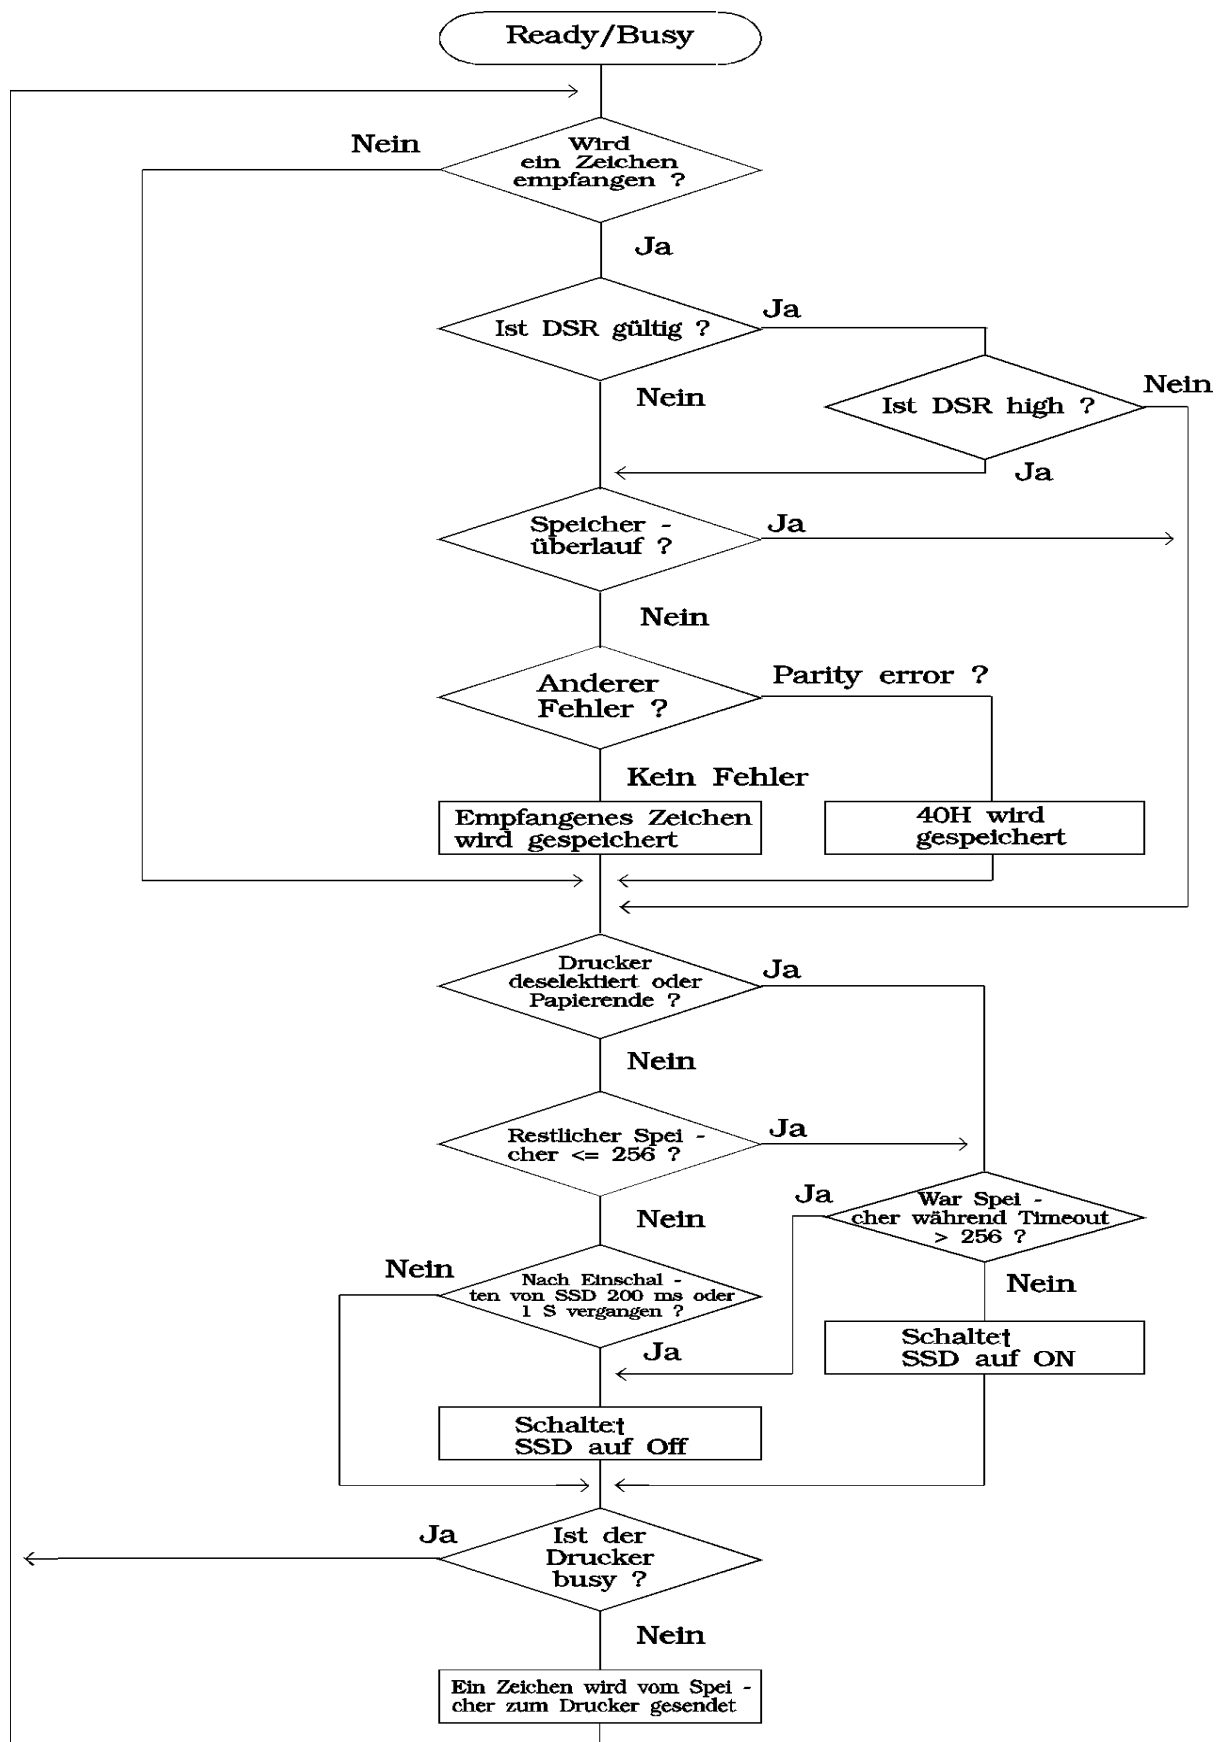 Ready/Busy
Nein
Wird
ein Zeichen
empfangen ?
Ja
Ja
Ist DSR gültig ?
Nein
Nein
Ist DSR high ?
Ja
Speicher -
überlauf ?
Ja
Nein
Anderer
Fehler ?
Parity error ?
Kein Fehler
Empfangenes Zeichen
wird gespeichert
40H wird
gespeichert
Drucker
deselektiert oder
Papierende ?
Ja
Nein
Restlicher Spei -
cher <= 256 ?
Ja
Ja
War Spei -
cher während Timeout
> 256 ?
Nein
Nein
Nein
Nach Einschal -
ten von SSD 200 ms oder
1 S vergangen ?
Ja
Schaltet
SSD auf ON
Schaltet
SSD auf Off
Ja
Ist der
Drucker
busy ?
Nein
Ein Zeichen wird vom Spei -
cher zum Drucker gesendet